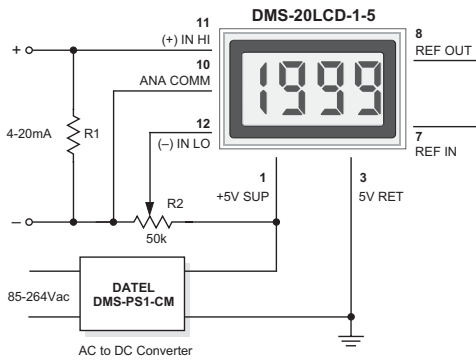 DMS-20LCD-1-5
11
(+) IN HI
8
REF OUT
+
10
ANA COMM
1999
4-20mA
R1
12
(–) IN LO
7
REF IN
1
+5V SUP
3
5V RET
–
R2
50k
85-264Vac
DATEL
DMS-PS1-CM
AC to DC Converter